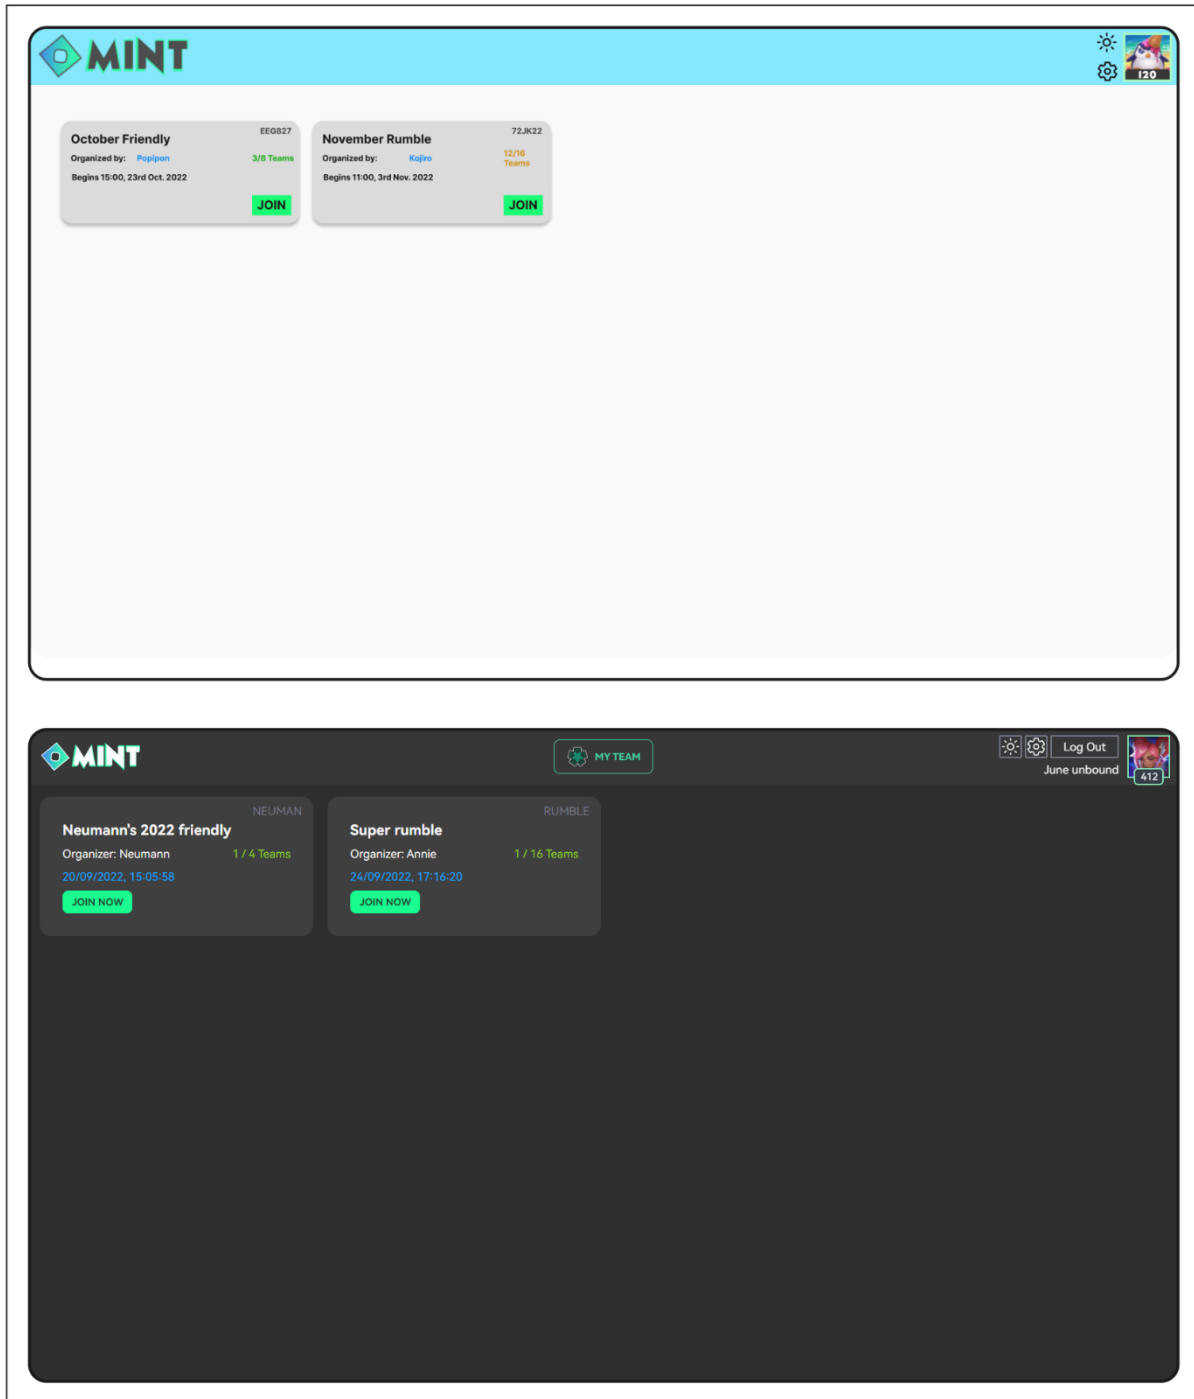 MINT
120
October Friendly
EEG827
Organized by: Popipon
3/8 Teams
Begins 15:00, 23rd Oct. 2022
JOIN
November Rumble
72JK22
Organized by: Kojiro
12/16
Teams
Begins 11:00, 3rd Nov. 2022
JOIN
MINT
MY TEAM
Log Out
June unbound
412
NEUMAN
Neumann's 2022 friendly
Organizer: Neumann
1 / 4 Teams
20/09/2022, 15:05:58
JOIN NOW
RUMBLE
Super rumble
Organizer: Annie
1 / 16 Teams
24/09/2022, 17:16:20
JOIN NOW